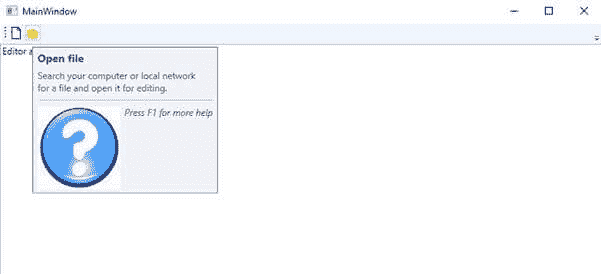 MainWindow
Editor a
Open file
Search your computer or local network
for a file and open it for editing.
Press F1 for more help